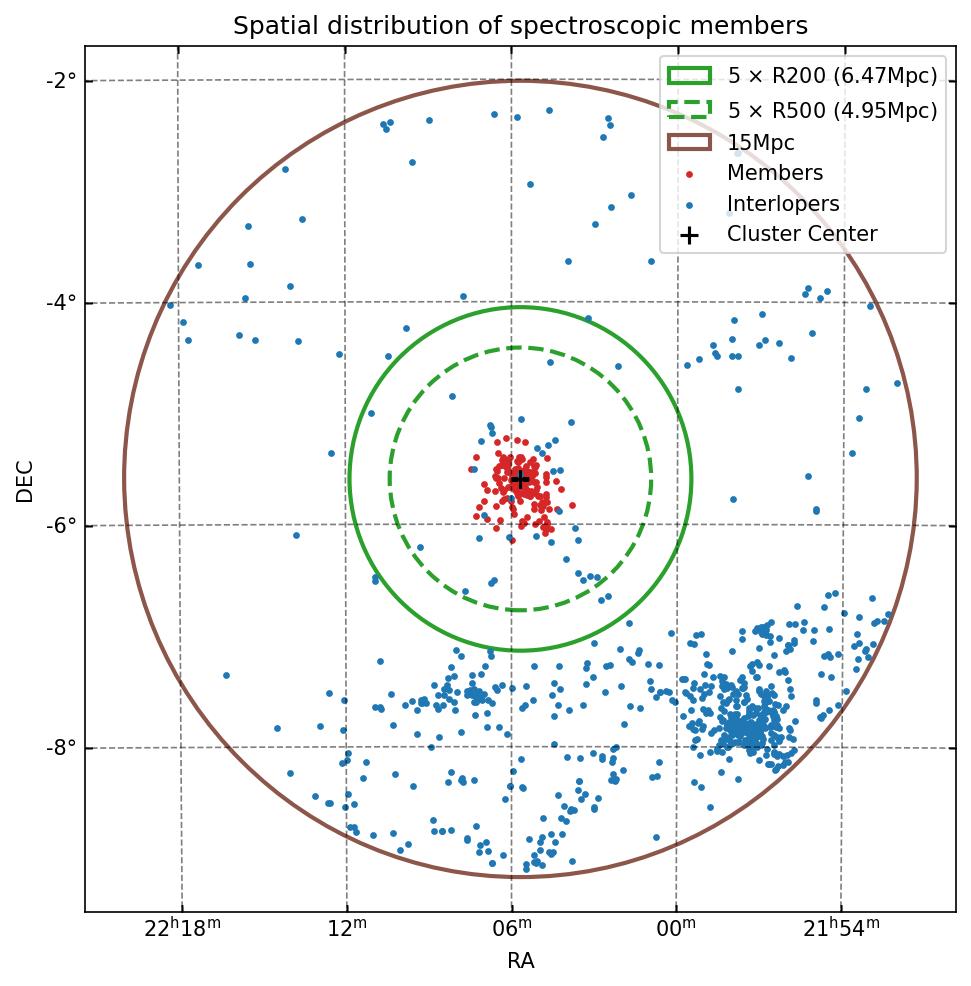 Spatial distribution of spectroscopic members
5 × R200 (6.47Mpc)
5 × R500 (4.95Mpc)
15Mpc
Members
Interlopers
Cluster Center
-2°
-4°
-6°
-8°
DEC
22ʰ18ᵐ
12ᵐ
06ᵐ
00ᵐ
21ʰ54ᵐ
RA